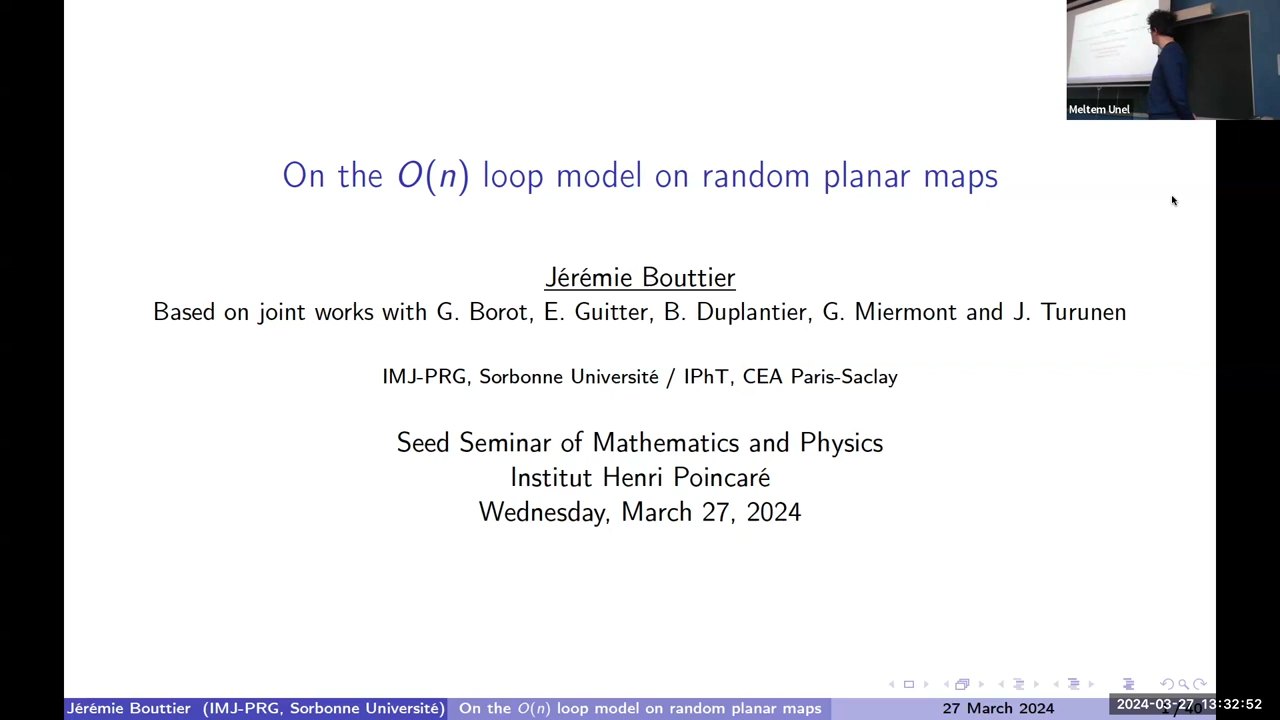 Meltem Unel
On the O(n) loop model on random planar maps
Jérémie Bouttier
Based on joint works with G. Borot, E. Guitter, B. Duplantier, G. Miermont and J. Turunen
IMJ-PRG, Sorbonne Université / IPhT, CEA Paris-Saclay
Seed Seminar of Mathematics and Physics
Institut Henri Poincaré
Wednesday, March 27, 2024
Jérémie Bouttier (IMJ-PRG, Sorbonne Université) On the O(n) loop model on random planar maps 27 March 2024 1 / 40
2024-03-27 13:32:52